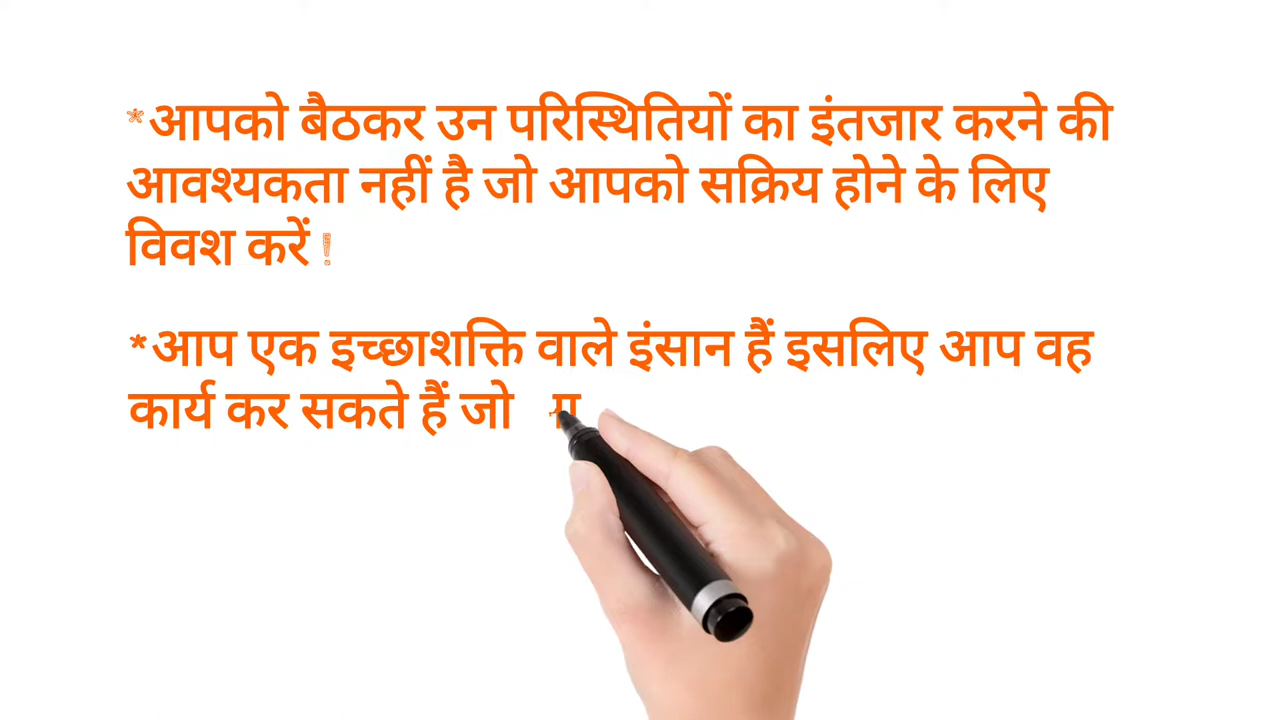 *आपको बैठकर उन परिस्थितियों का इंतजार करने की
आवश्यकता नहीं है जो आपको सक्रिय होने के लिए
विवश करें !
*आप एक इच्छाशक्ति वाले इंसान हैं इसलिए आप वह
कार्य कर सकते हैं जो